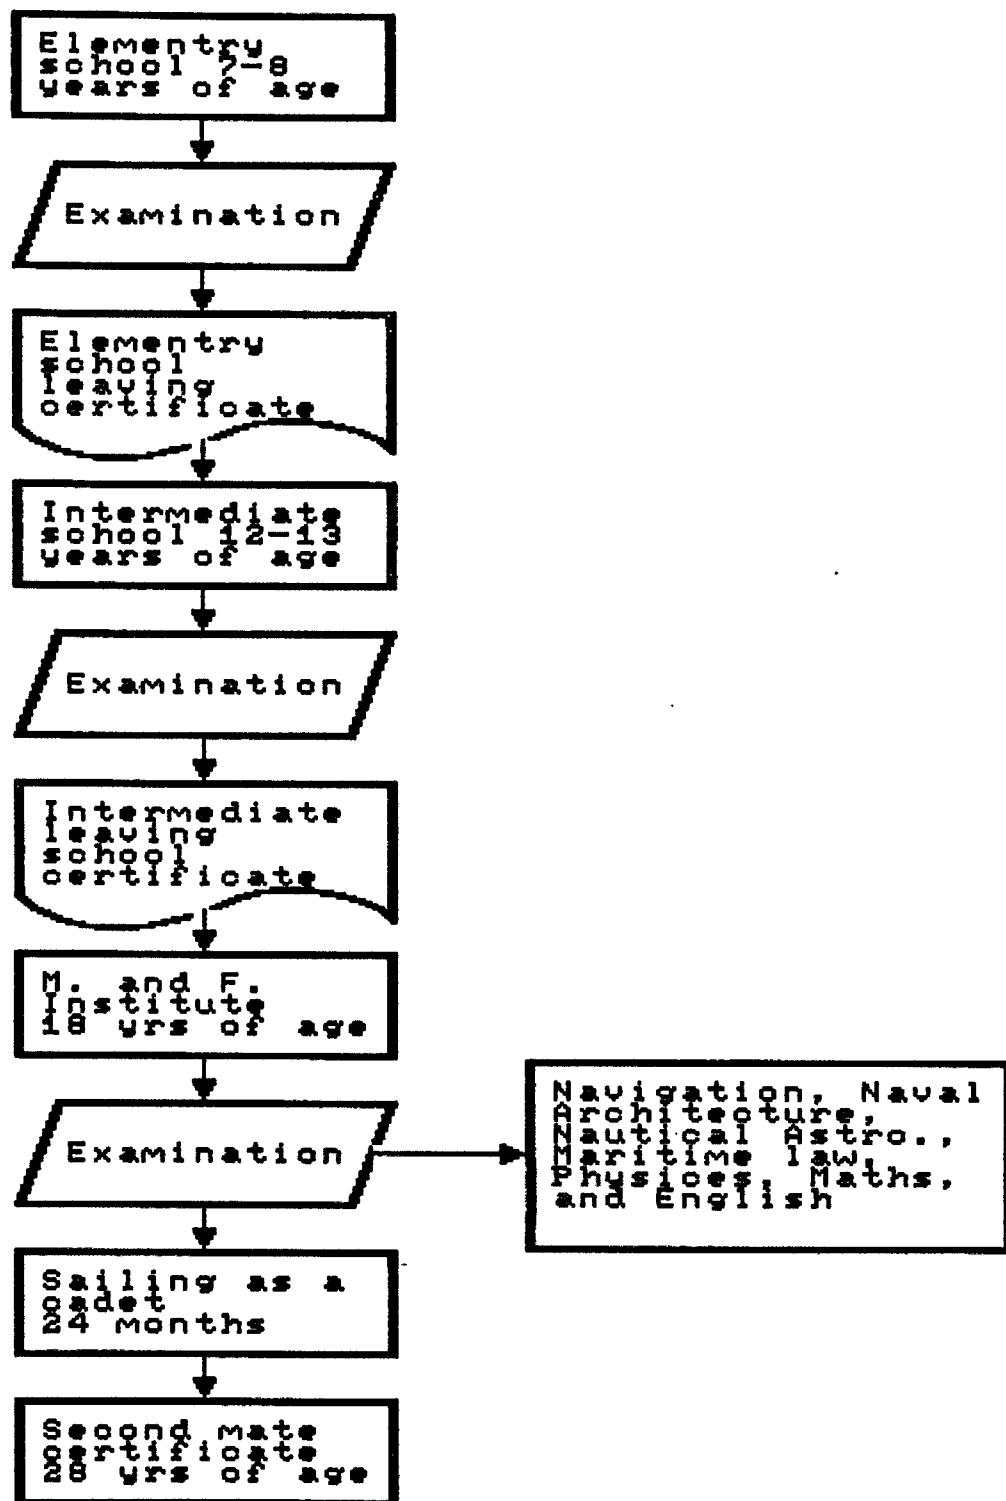 Elementry
school 7-8
years of age
Examination
Elementry
school
leaving
certificate
Intermediate
school 12-13
years of age
Examination
Intermediate
leaving
school
certificate
M. and F.
Institute
18 yrs of age
Examination
Navigation, Naval
Architecture,
Nautical Astro.,
Maritime law,
Physices, Maths,
and English
Sailing as a
cadet
24 months
Second mate
certificate
28 yrs of age